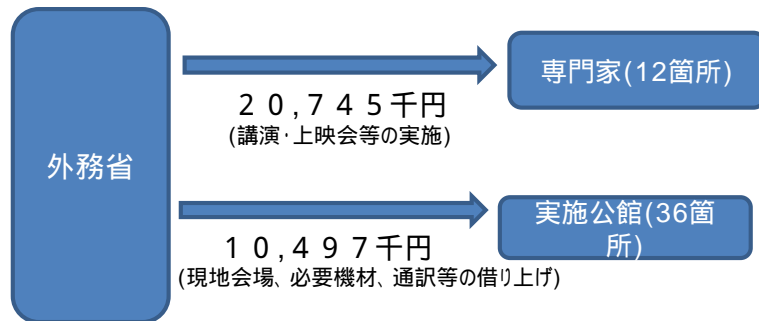 外務省
専門家(12箇所)
２０,７４５千円
(講演・上映会等の実施)
実施公館(36箇
所)
１０,４９７千円
(現地会場、必要機材、通訳等の借り上げ)